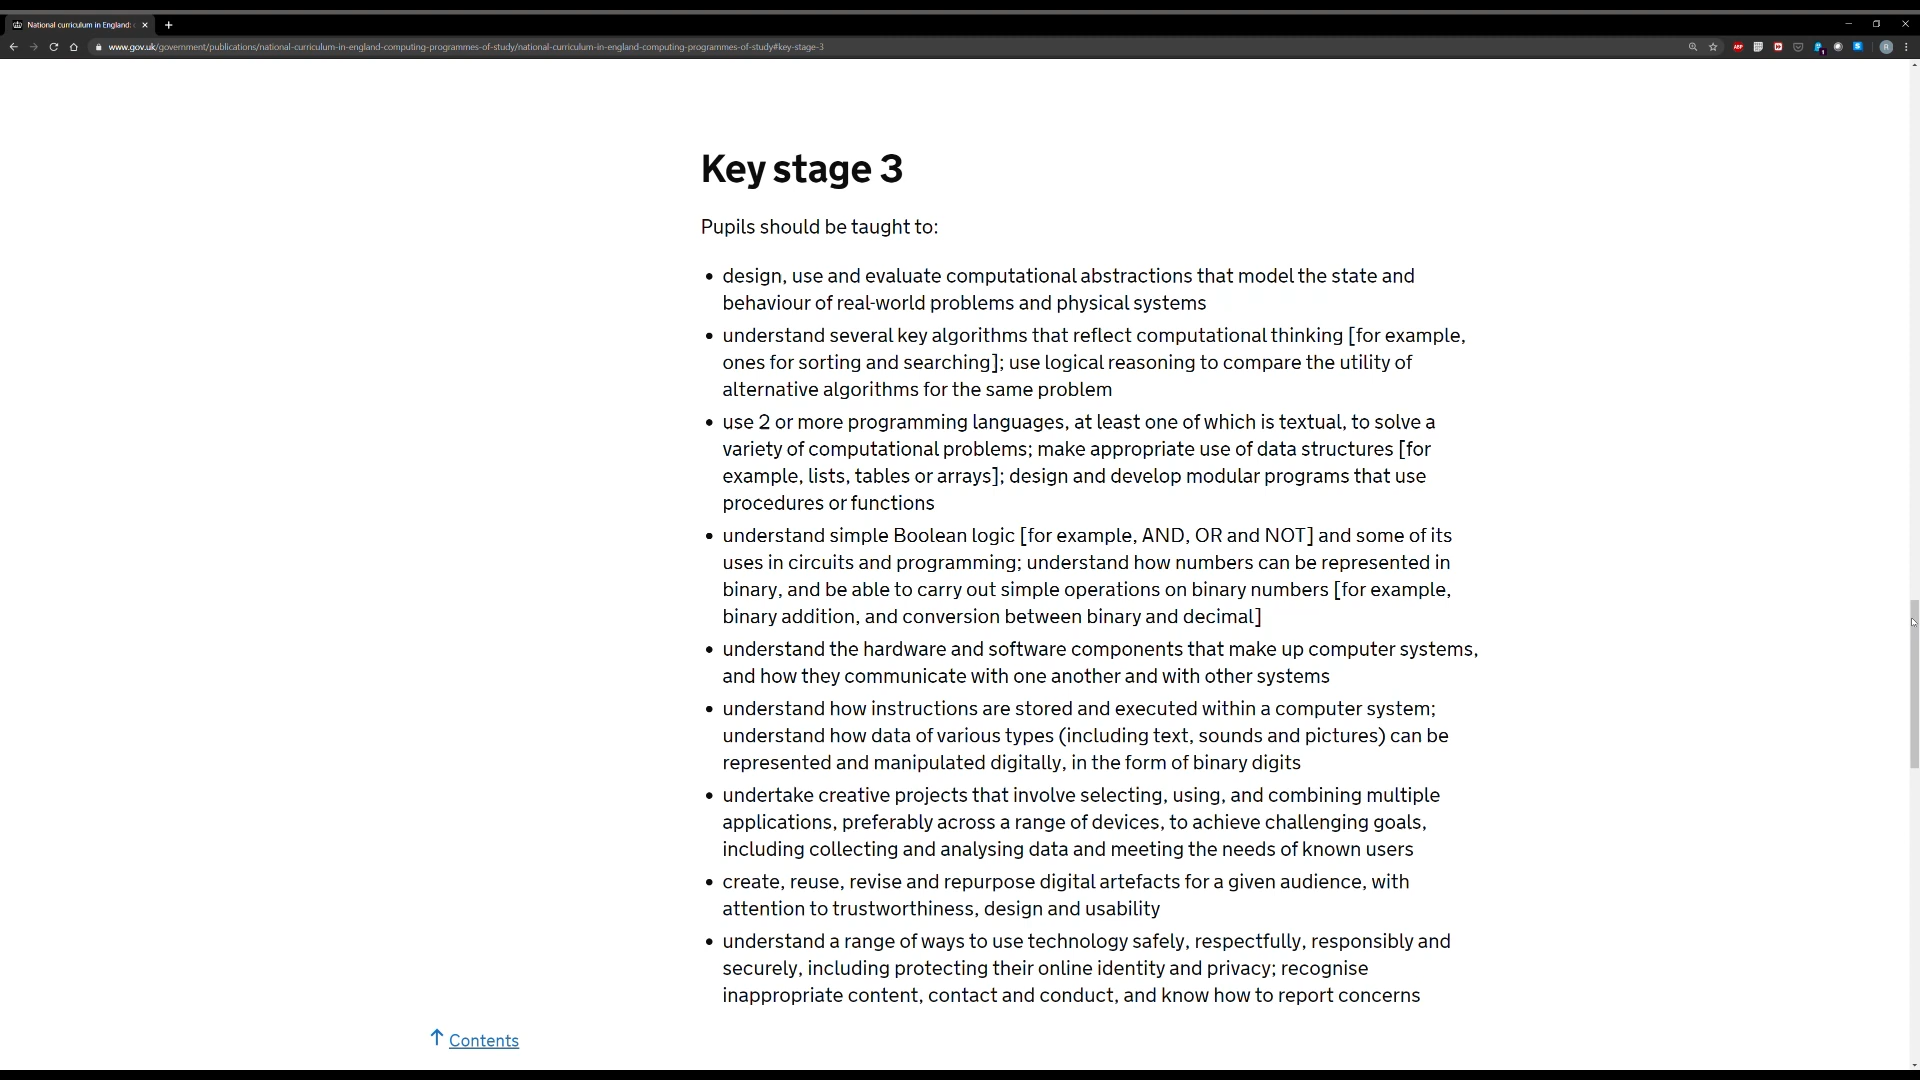 National curriculum in England:
www.gov.uk/government/publications/national-curriculum-in-england-computing-programmes-of-study/national-curriculum-in-england-computing-programmes-of-study#key-stage-3
ABP
Key stage 3
Pupils should be taught to:
• design, use and evaluate computational abstractions that model the state and
behaviour of real-world problems and physical systems
• understand several key algorithms that reflect computational thinking [for example,
ones for sorting and searching]; use logical reasoning to compare the utility of
alternative algorithms for the same problem
• use 2 or more programming languages, at least one of which is textual, to solve a
variety of computational problems; make appropriate use of data structures [for
example, lists, tables or arrays]; design and develop modular programs that use
procedures or functions
• understand simple Boolean logic [for example, AND, OR and NOT] and some of its
uses in circuits and programming; understand how numbers can be represented in
binary, and be able to carry out simple operations on binary numbers [for example,
binary addition, and conversion between binary and decimal]
• understand the hardware and software components that make up computer systems,
and how they communicate with one another and with other systems
• understand how instructions are stored and executed within a computer system;
understand how data of various types (including text, sounds and pictures) can be
represented and manipulated digitally, in the form of binary digits
• undertake creative projects that involve selecting, using, and combining multiple
applications, preferably across a range of devices, to achieve challenging goals,
including collecting and analysing data and meeting the needs of known users
• create, reuse, revise and repurpose digital artefacts for a given audience, with
attention to trustworthiness, design and usability
• understand a range of ways to use technology safely, respectfully, responsibly and
securely, including protecting their online identity and privacy; recognise
inappropriate content, contact and conduct, and know how to report concerns
↑ Contents